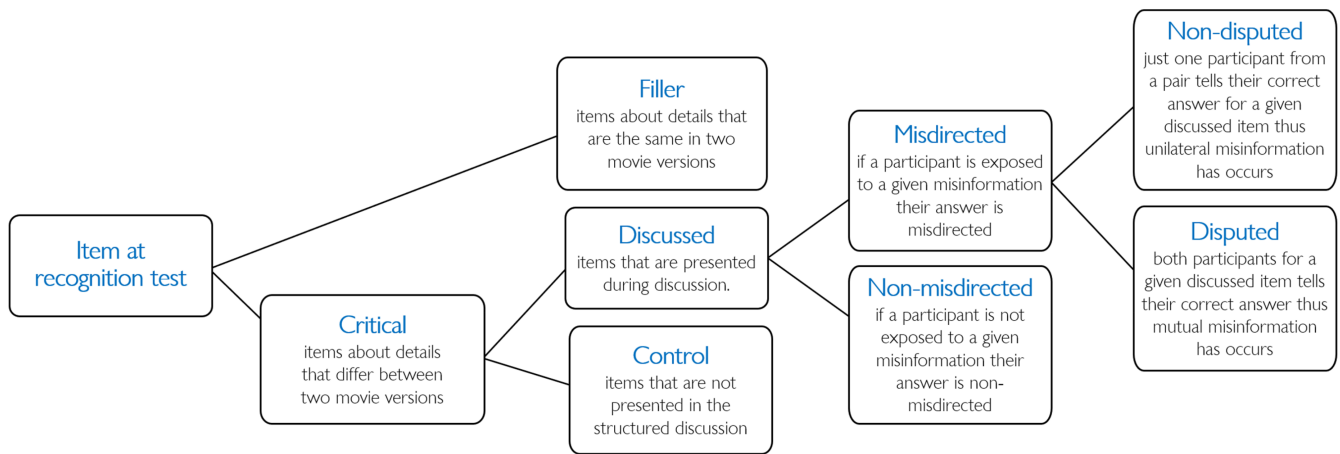 Item at
recognition test
Filler
items about details that
are the same in two
movie versions
Critical
items about details
that differ between
two movie versions
Discussed
items that are presented
during discussion.
Control
items that are not
presented in the
structured discussion
Misdirected
if a participant is exposed
to a given misinformation
their answer is
misdirected
Non-misdirected
if a participant is not
exposed to a given
misinformation their
answer is non-
misdirected
Non-disputed
just one participant from
a pair tells their correct
answer for a given
discussed item thus
unilateral misinformation
has occurs
Disputed
both participants for a
given discussed item tells
their correct answer thus
mutual misinformation
has occurs